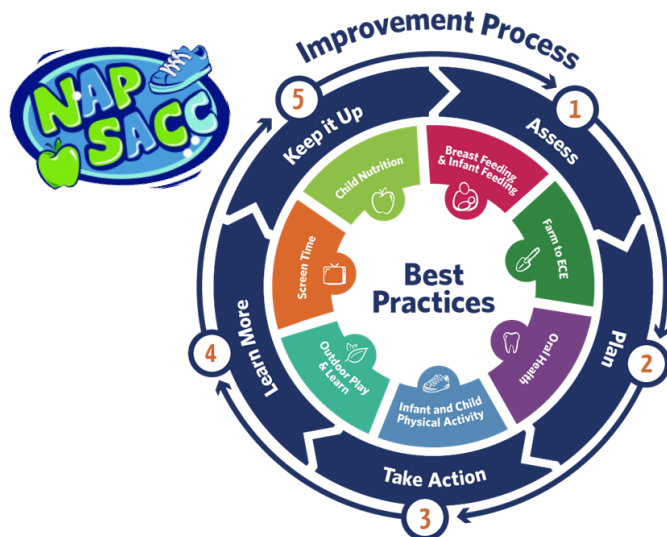 NAP
SACC
Improvement Process
1
Assess
2
Plan
3
Take Action
4
Learn More
5
Keep it Up
Best
Practices
Child Nutrition
Breast Feeding
& Infant Feeding
Farm to ECE
Oral Health
Infant and Child
Physical Activity
Outdoor Play
& Learn
Screen Time